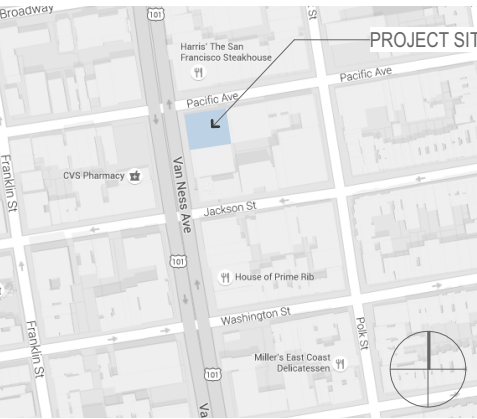 Broadway
101
St
Harris' The San
Francisco Steakhouse
PROJECT SIT
Pacific Ave
Pacific Ave
Franklin St
CVS Pharmacy
Van Ness Ave
Jackson St
101
House of Prime Rib
Washington St
Franklin St
Polk St
Miller's East Coast
Delicatessen
101
Va